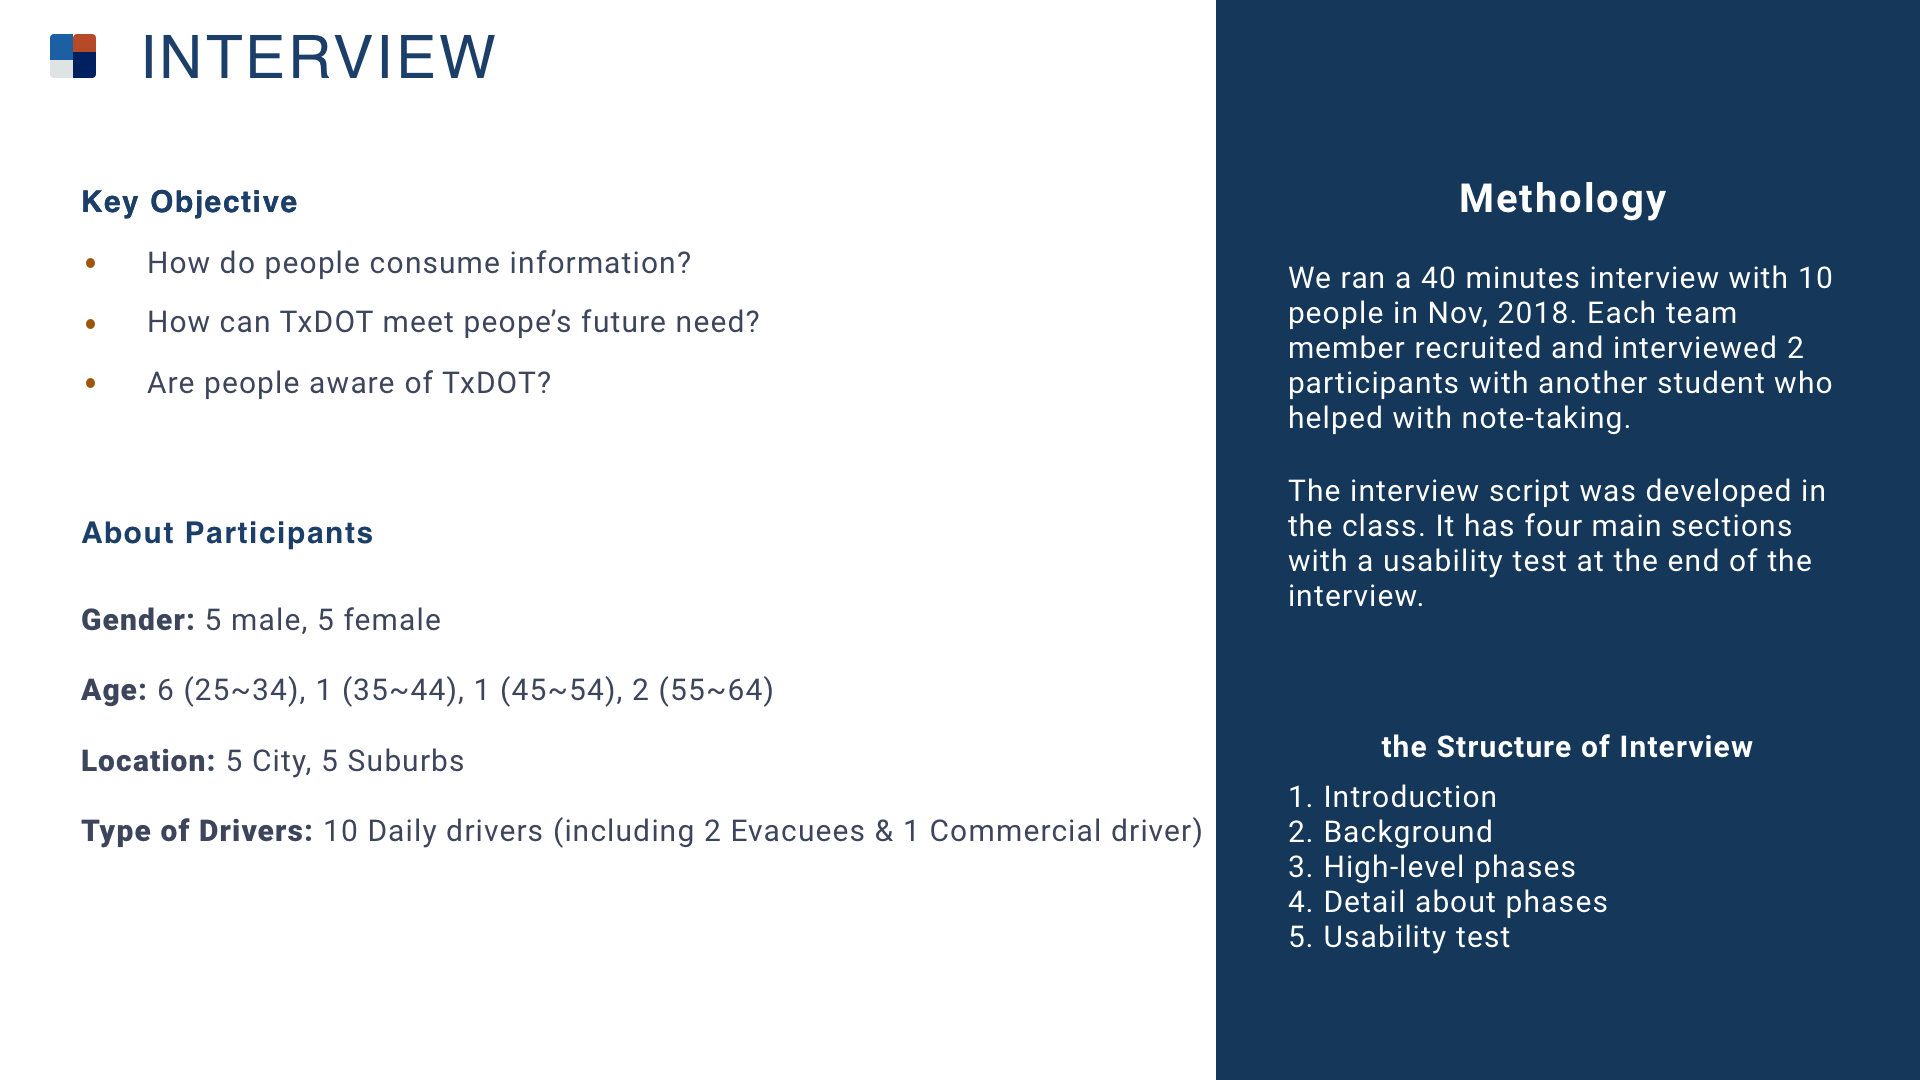 INTERVIEW
Key Objective
• How do people consume information?
• How can TxDOT meet peope’s future need?
• Are people aware of TxDOT?
About Participants
Gender: 5 male, 5 female
Age: 6 (25~34), 1 (35~44), 1 (45~54), 2 (55~64)
Location: 5 City, 5 Suburbs
Type of Drivers: 10 Daily drivers (including 2 Evacuees & 1 Commercial driver)
Methology
We ran a 40 minutes interview with 10
people in Nov, 2018. Each team
member recruited and interviewed 2
participants with another student who
helped with note-taking.
The interview script was developed in
the class. It has four main sections
with a usability test at the end of the
interview.
the Structure of Interview
1. Introduction
2. Background
3. High-level phases
4. Detail about phases
5. Usability test